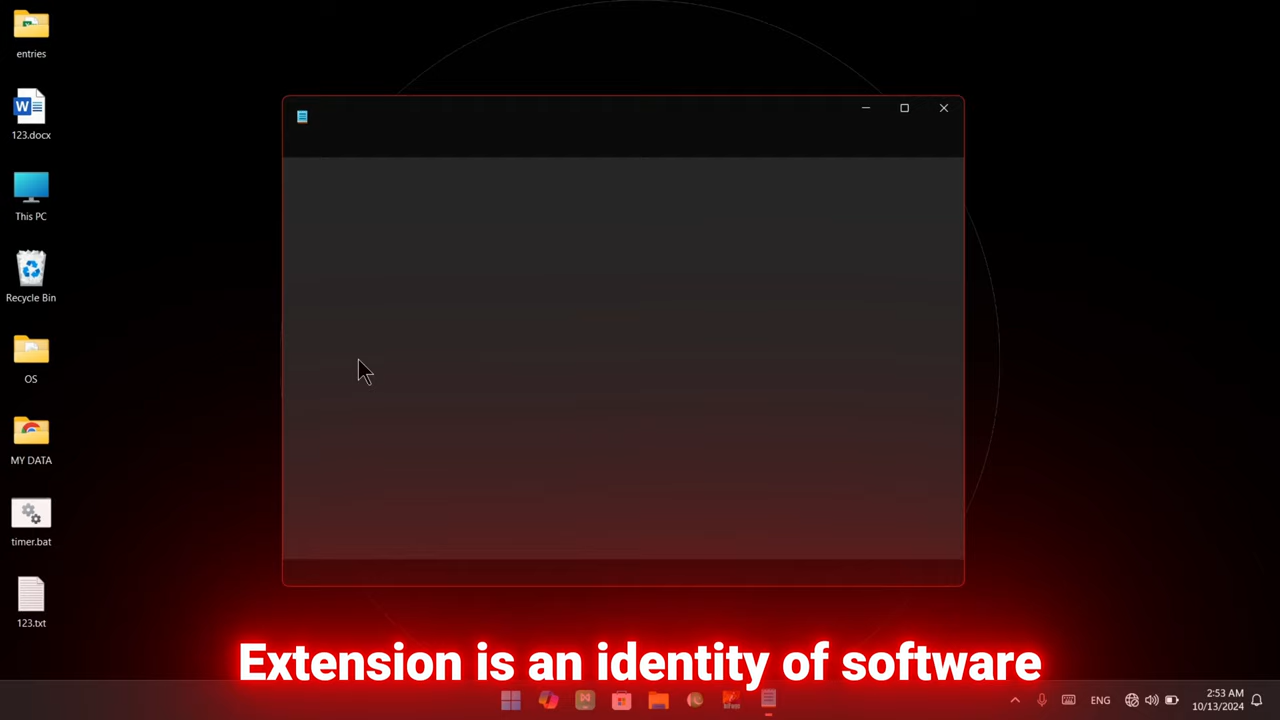 entries
123.docx
This PC
Recycle Bin
OS
MY DATA
timer.bat
123.txt
Extension is an identity of software
ENG
2:53 AM
10/13/2024